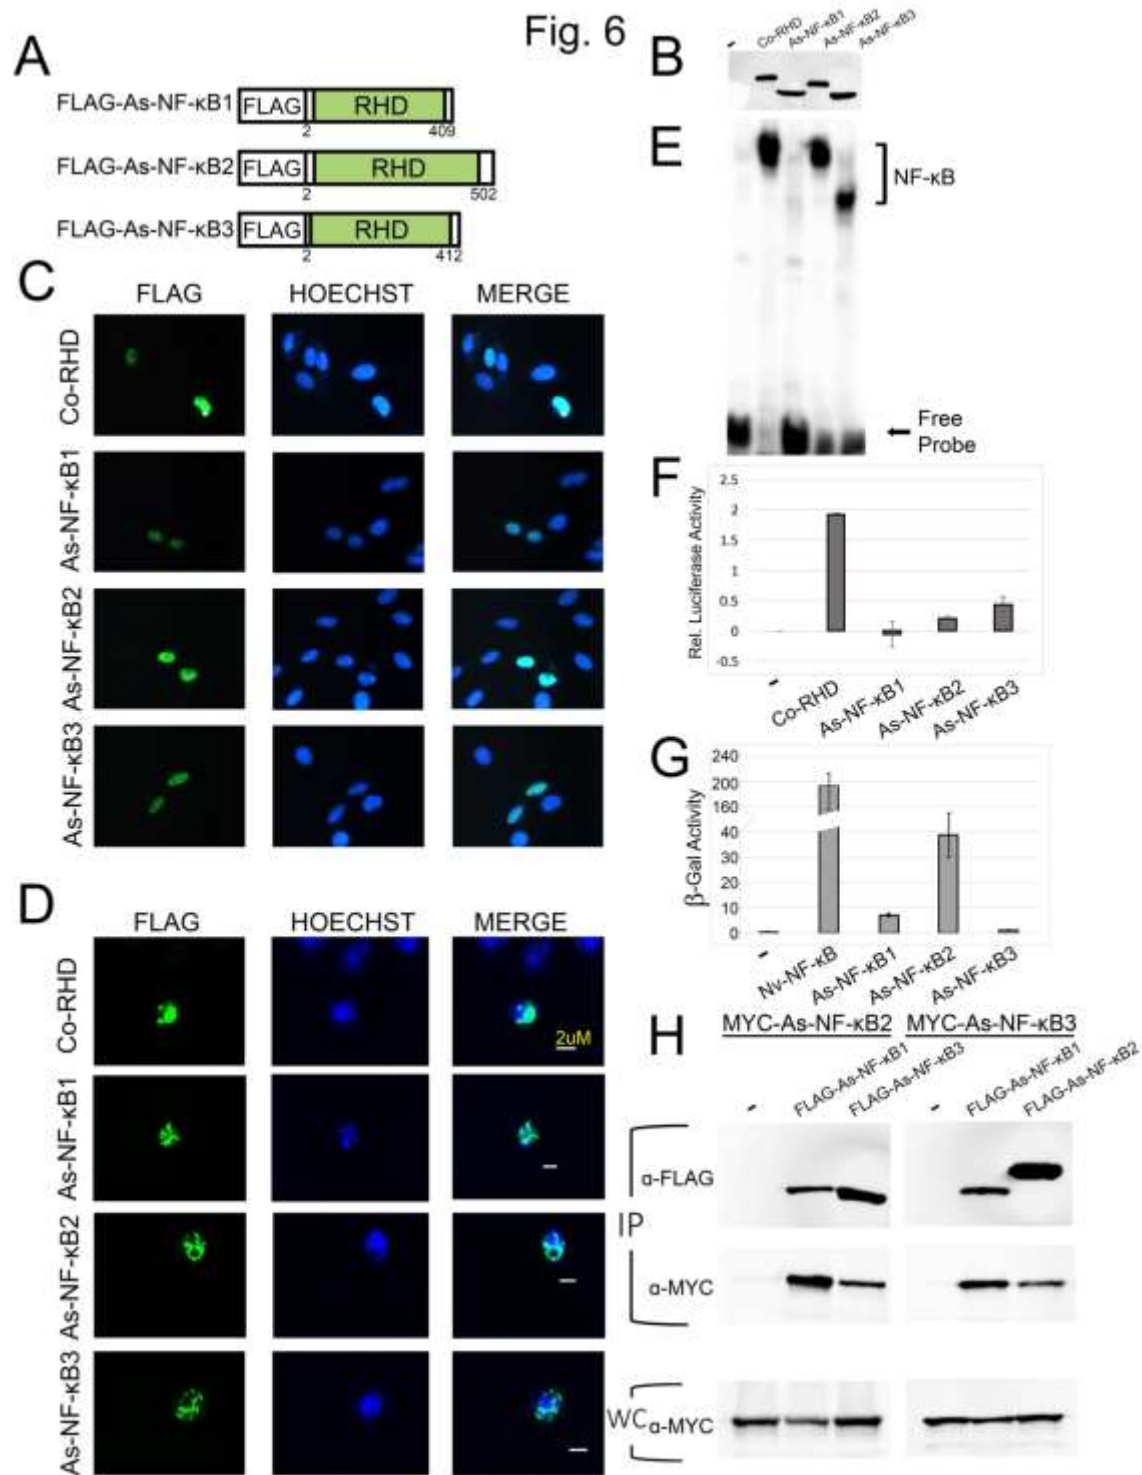 Fig. 6
A
FLAG-As-NF-κB1
FLAG
RHD
2
409
FLAG-As-NF-κB2
FLAG
RHD
2
502
FLAG-As-NF-κB3
FLAG
RHD
2
412
B
-
Co-RHD
As-NF-κB1
As-NF-κB2
As-NF-κB3
E
NF-κB
Free
Probe
C
FLAG
HOECHST
MERGE
Co-RHD
As-NF-κB1
As-NF-κB2
As-NF-κB3
D
FLAG
HOECHST
MERGE
Co-RHD
2uM
As-NF-κB1
As-NF-κB2
As-NF-κB3
F
Rel. Luciferase Activity
2.5
2
1.5
1
0.5
0
-0.5
-
Co-RHD
As-NF-κB1
As-NF-κB2
As-NF-κB3
G
β-Gal Activity
240
200
160
40
30
20
10
0
-
Nv-NF-κB
As-NF-κB1
As-NF-κB2
As-NF-κB3
H
MYC-As-NF-κB2
MYC-As-NF-κB3
-
FLAG-As-NF-κB1
FLAG-As-NF-κB3
-
FLAG-As-NF-κB1
FLAG-As-NF-κB2
IP
α-FLAG
α-MYC
WC
α-MYC